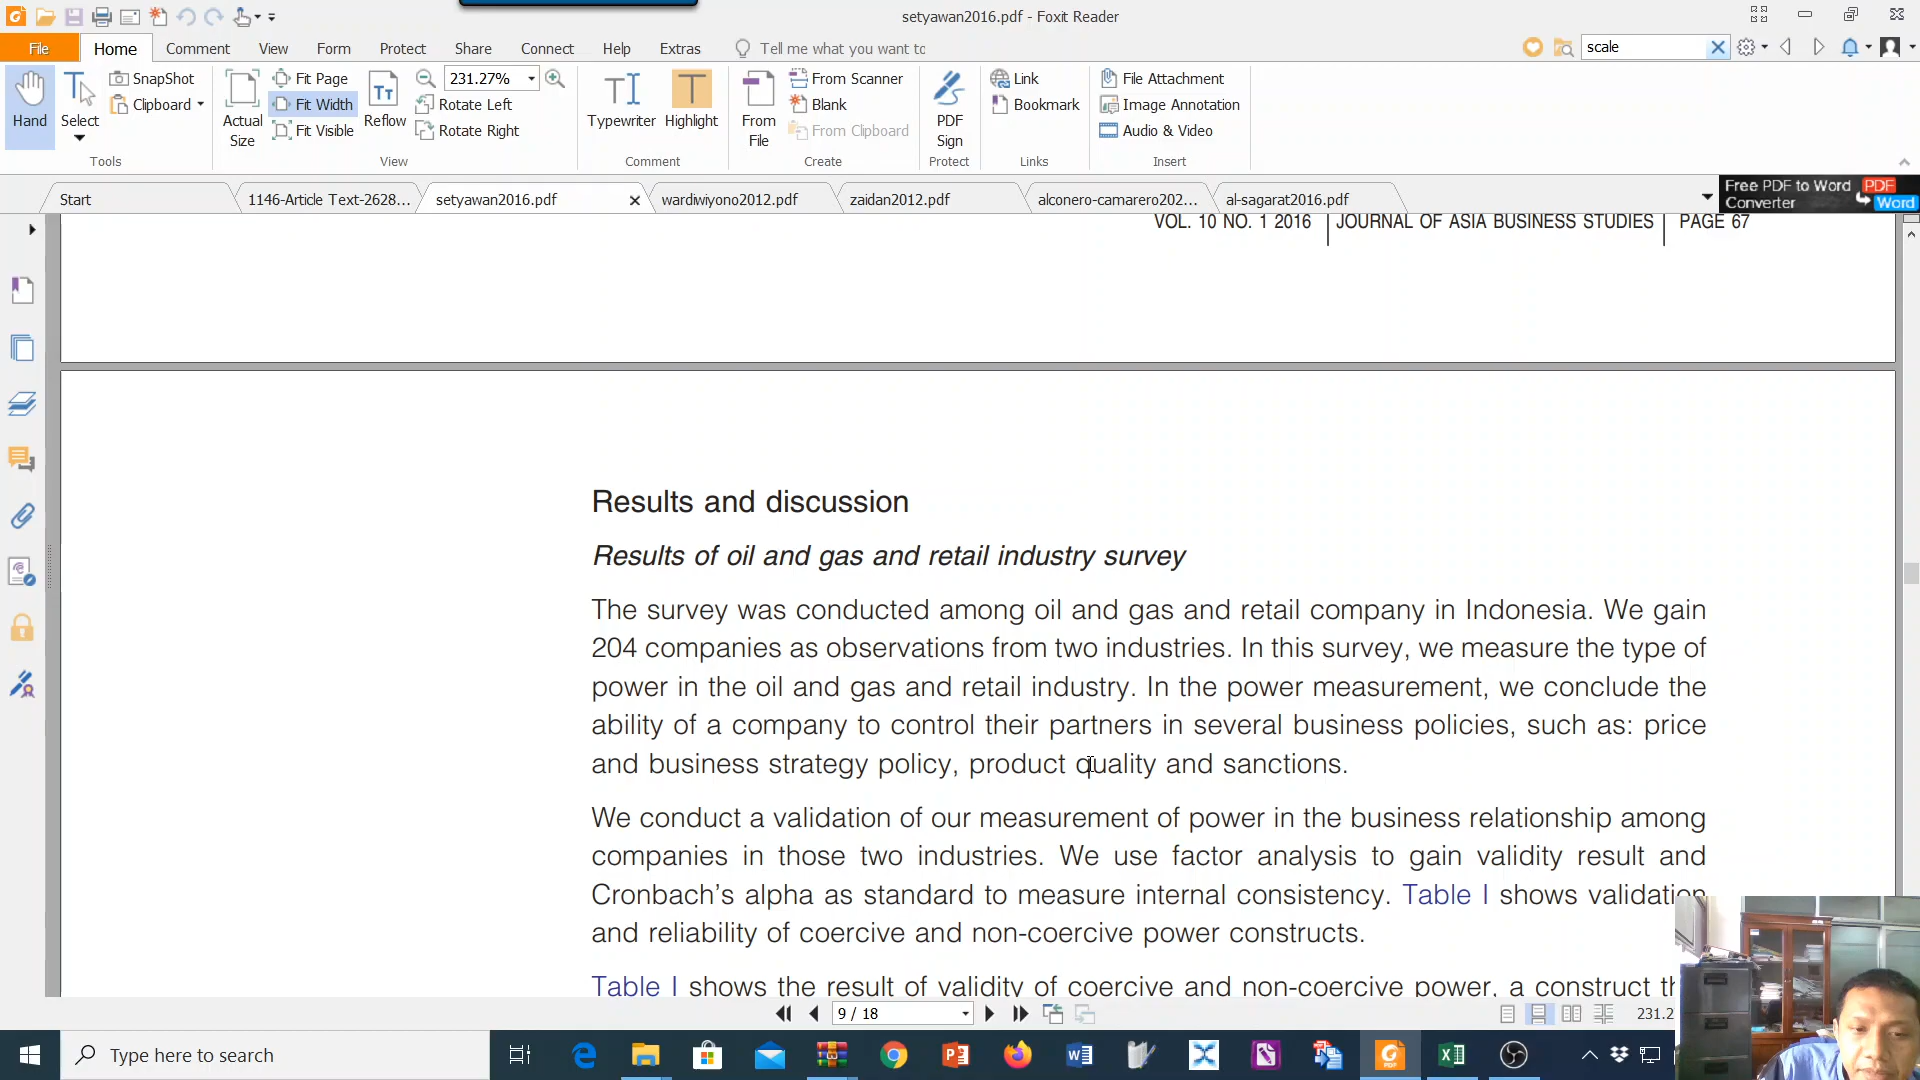 setyawan2016.pdf - Foxit Reader
File Home Comment View Form Protect Share Connect Help Extras Tell me what you want to scale
Hand
Select
SnapShot
Clipboard
Tools
Actual Size
Fit Page
Fit Width
Fit Visible
Reflow
231.27%
Rotate Left
Rotate Right
View
Typewriter
Highlight
Comment
From File
From Scanner
Blank
From Clipboard
Create
PDF Sign
Protect
Link
Bookmark
Links
File Attachment
Image Annotation
Audio & Video
Insert
Start 1146-Article Text-2628... setyawan2016.pdf wardiwiyono2012.pdf zaidan2012.pdf alconero-camarero202... al-sagarat2016.pdf
Free PDF to Word Converter PDF Word
VOL. 10 NO. 1 2016 JOURNAL OF ASIA BUSINESS STUDIES PAGE 67
Results and discussion
Results of oil and gas and retail industry survey
The survey was conducted among oil and gas and retail company in Indonesia. We gain
204 companies as observations from two industries. In this survey, we measure the type of
power in the oil and gas and retail industry. In the power measurement, we conclude the
ability of a company to control their partners in several business policies, such as: price
and business strategy policy, product quality and sanctions.
We conduct a validation of our measurement of power in the business relationship among
companies in those two industries. We use factor analysis to gain validity result and
Cronbach's alpha as standard to measure internal consistency. Table I shows validation
and reliability of coercive and non-coercive power constructs.
Table I shows the result of validity of coercive and non-coercive power, a construct
9 / 18
231.2
Type here to search